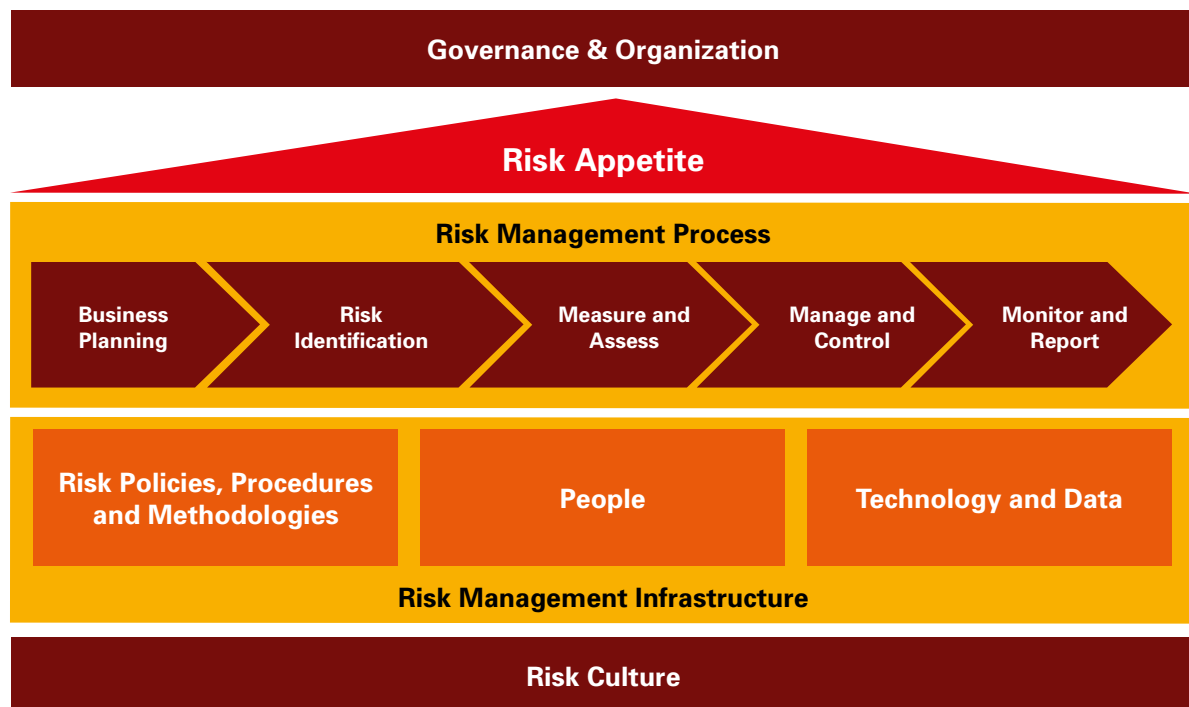 Governance & Organization
Risk Appetite
Risk Management Process
Business
Planning
Risk
Identification
Measure and
Assess
Manage and
Control
Monitor and
Report
Risk Policies, Procedures
and Methodologies
People
Technology and Data
Risk Management Infrastructure
Risk Culture